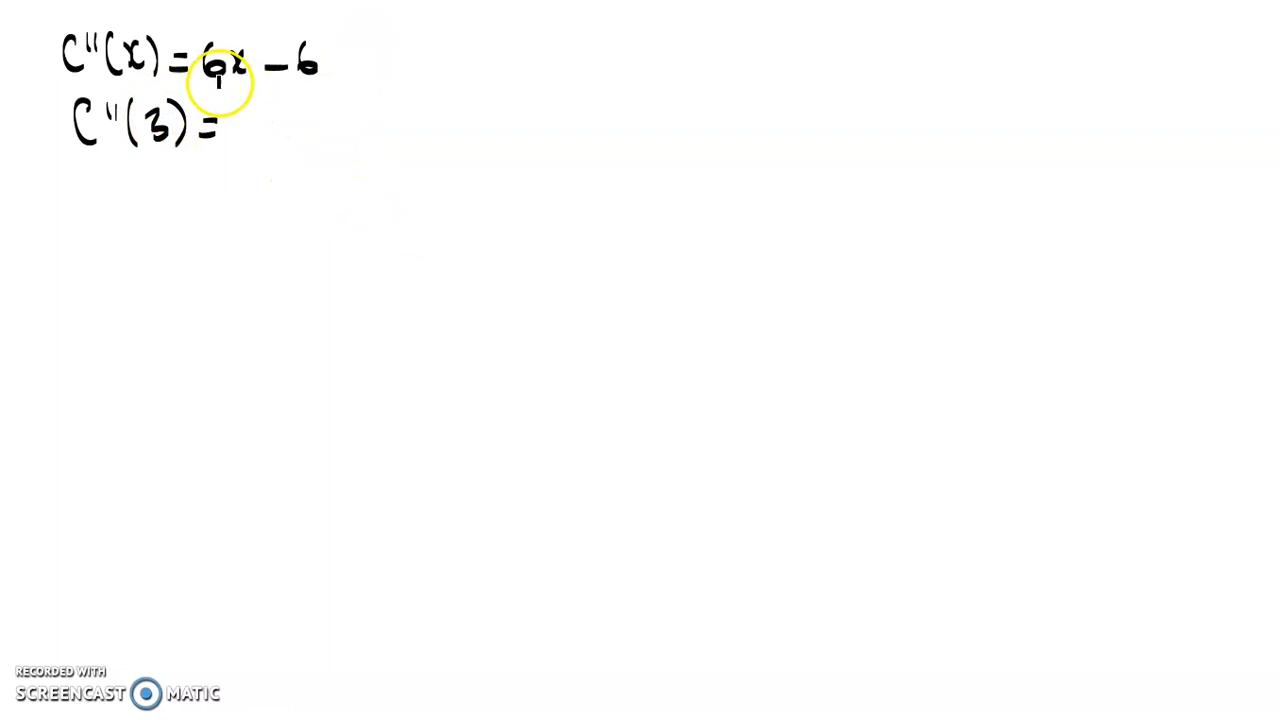 C"(x) = 6x - 6
C"(3) =
RECORDED WITH
SCREENCAST MATIC